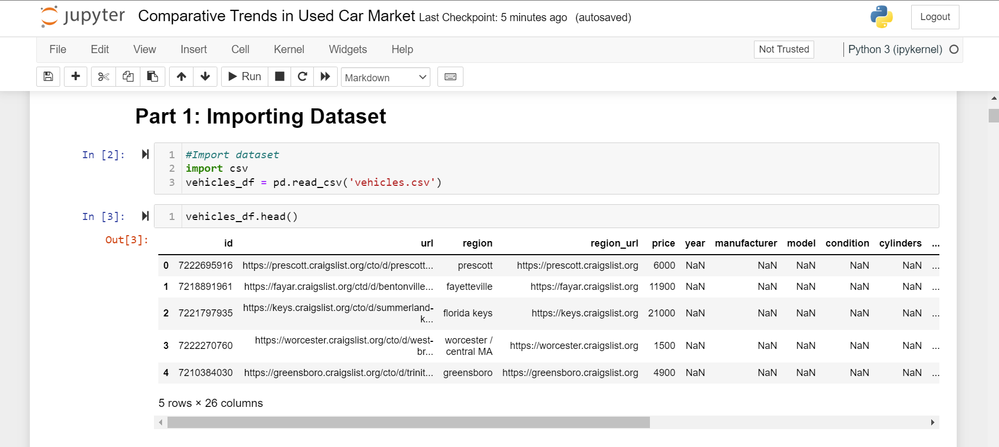 jupyter Comparative Trends in Used Car Market Last Checkpoint: 5 minutes ago (autosaved) Logout
File Edit View Insert Cell Kernel Widgets Help Not Trusted Python 3 (ipykernel)
Run Markdown
Part 1: Importing Dataset
In [2]: 1 #Import dataset
2 import csv
3 vehicles_df = pd.read_csv('vehicles.csv')
In [3]: 1 vehicles_df.head()
Out[3]:
id url region region_url price year manufacturer model condition cylinders ...
0 7222695916 https://prescott.craigslist.org/cto/d/prescott... prescott https://prescott.craigslist.org 6000 NaN NaN NaN NaN NaN ...
1 7218891961 https://fayar.craigslist.org/ctd/d/bentonville... fayetteville https://fayar.craigslist.org 11900 NaN NaN NaN NaN NaN ...
2 7221797935 https://keys.craigslist.org/cto/d/summerland-
k... florida keys https://keys.craigslist.org 21000 NaN NaN NaN NaN NaN ...
3 7222270760 https://worcester.craigslist.org/cto/d/west-
br... worcester /
central MA https://worcester.craigslist.org 1500 NaN NaN NaN NaN NaN ...
4 7210384030 https://greensboro.craigslist.org/cto/d/trinit... greensboro https://greensboro.craigslist.org 4900 NaN NaN NaN NaN NaN ...
5 rows × 26 columns